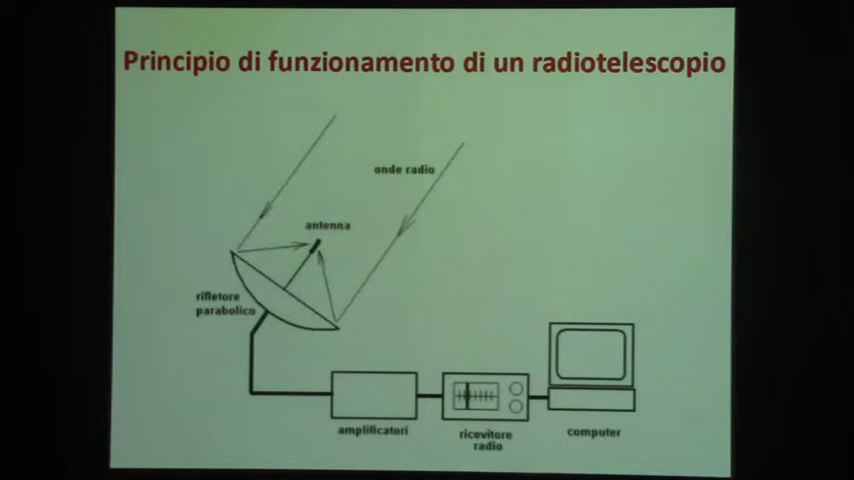 Principio di funzionamento di un radiotelescopio
onde radio
antenna
rifletore
parabolico
amplificatori
ricevitore
radio
computer